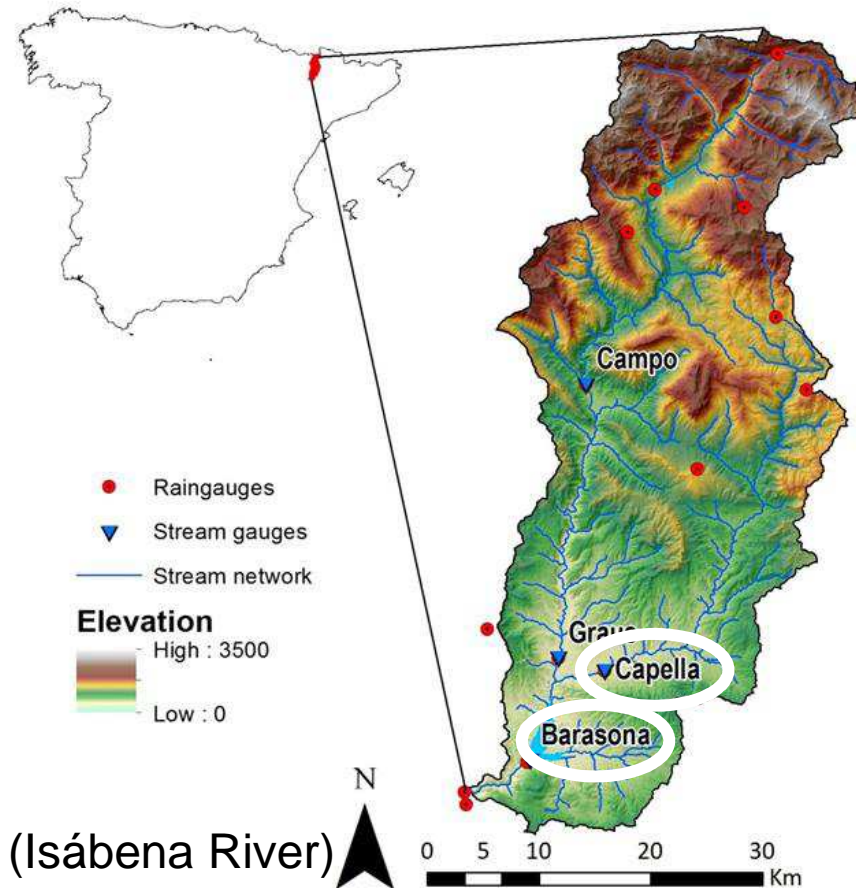 Campo
Raingauges
Stream gauges
Stream network
Elevation
High : 3500
Low : 0
Graus
Capella
Barasona
N
(Isábena River)
0 5 10 20 30
Km